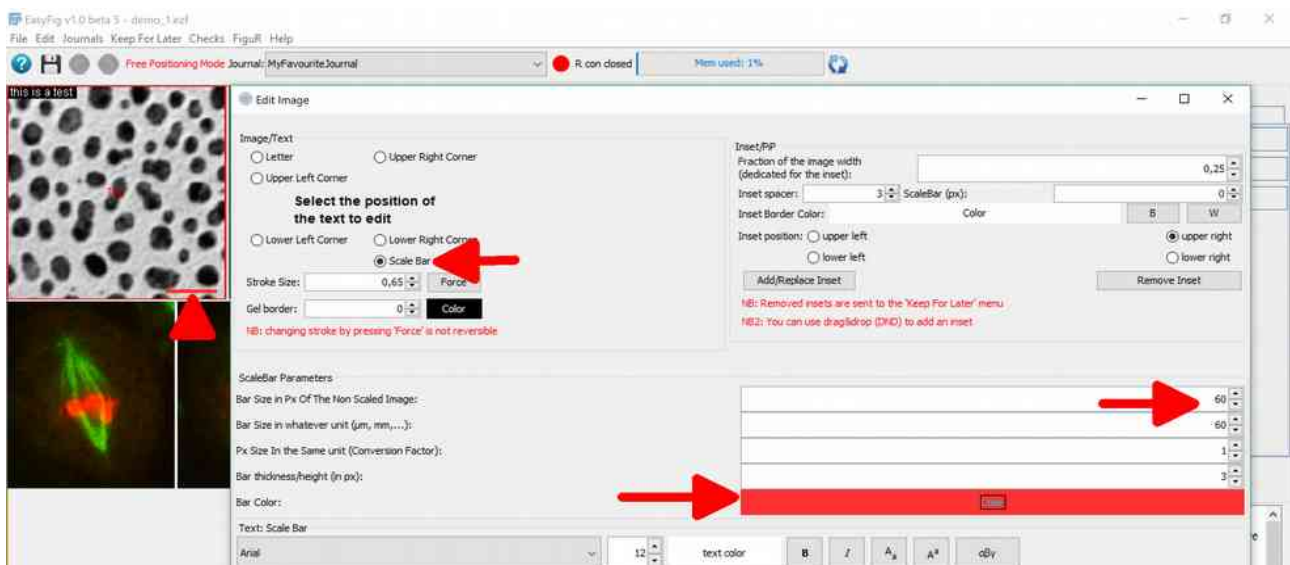 EasyFig v1.0 beta 5 - demo_1.ezf
File Edit Journals Keep For Later Checks FiguR Help
Free Positioning Mode Journal: MyFavouriteJournal R con closed Mem used: 1%
this is a test
Edit Image
Image/Text
Letter Upper Right Corner
Upper Left Corner
Select the position of
the text to edit
Lower Left Corner Lower Right Corner
Scale Bar
Stroke Size: 0,65 Force
Gel border: 0 Color
NB: changing stroke by pressing 'Force' is not reversible
Inset/PiP
Fraction of the image width
(dedicated for the inset): 0,25
Inset spacer: 3 ScaleBar (px): 0
Inset Border Color: Color B W
Inset position: upper left upper right
lower left lower right
Add/Replace Inset Remove Inset
NB: Removed insets are sent to the 'Keep For Later' menu
NB2: You can use drag&drop (DND) to add an inset
ScaleBar Parameters
Bar Size in Px Of The Non Scaled Image: 60
Bar Size in whatever unit (µm, mm,...): 60
Px Size In the Same unit (Conversion Factor): 1
Bar thickness/height (in px): 3
Bar Color:
Text: Scale Bar
Arial 12 text color B I Aa Aª αβγ